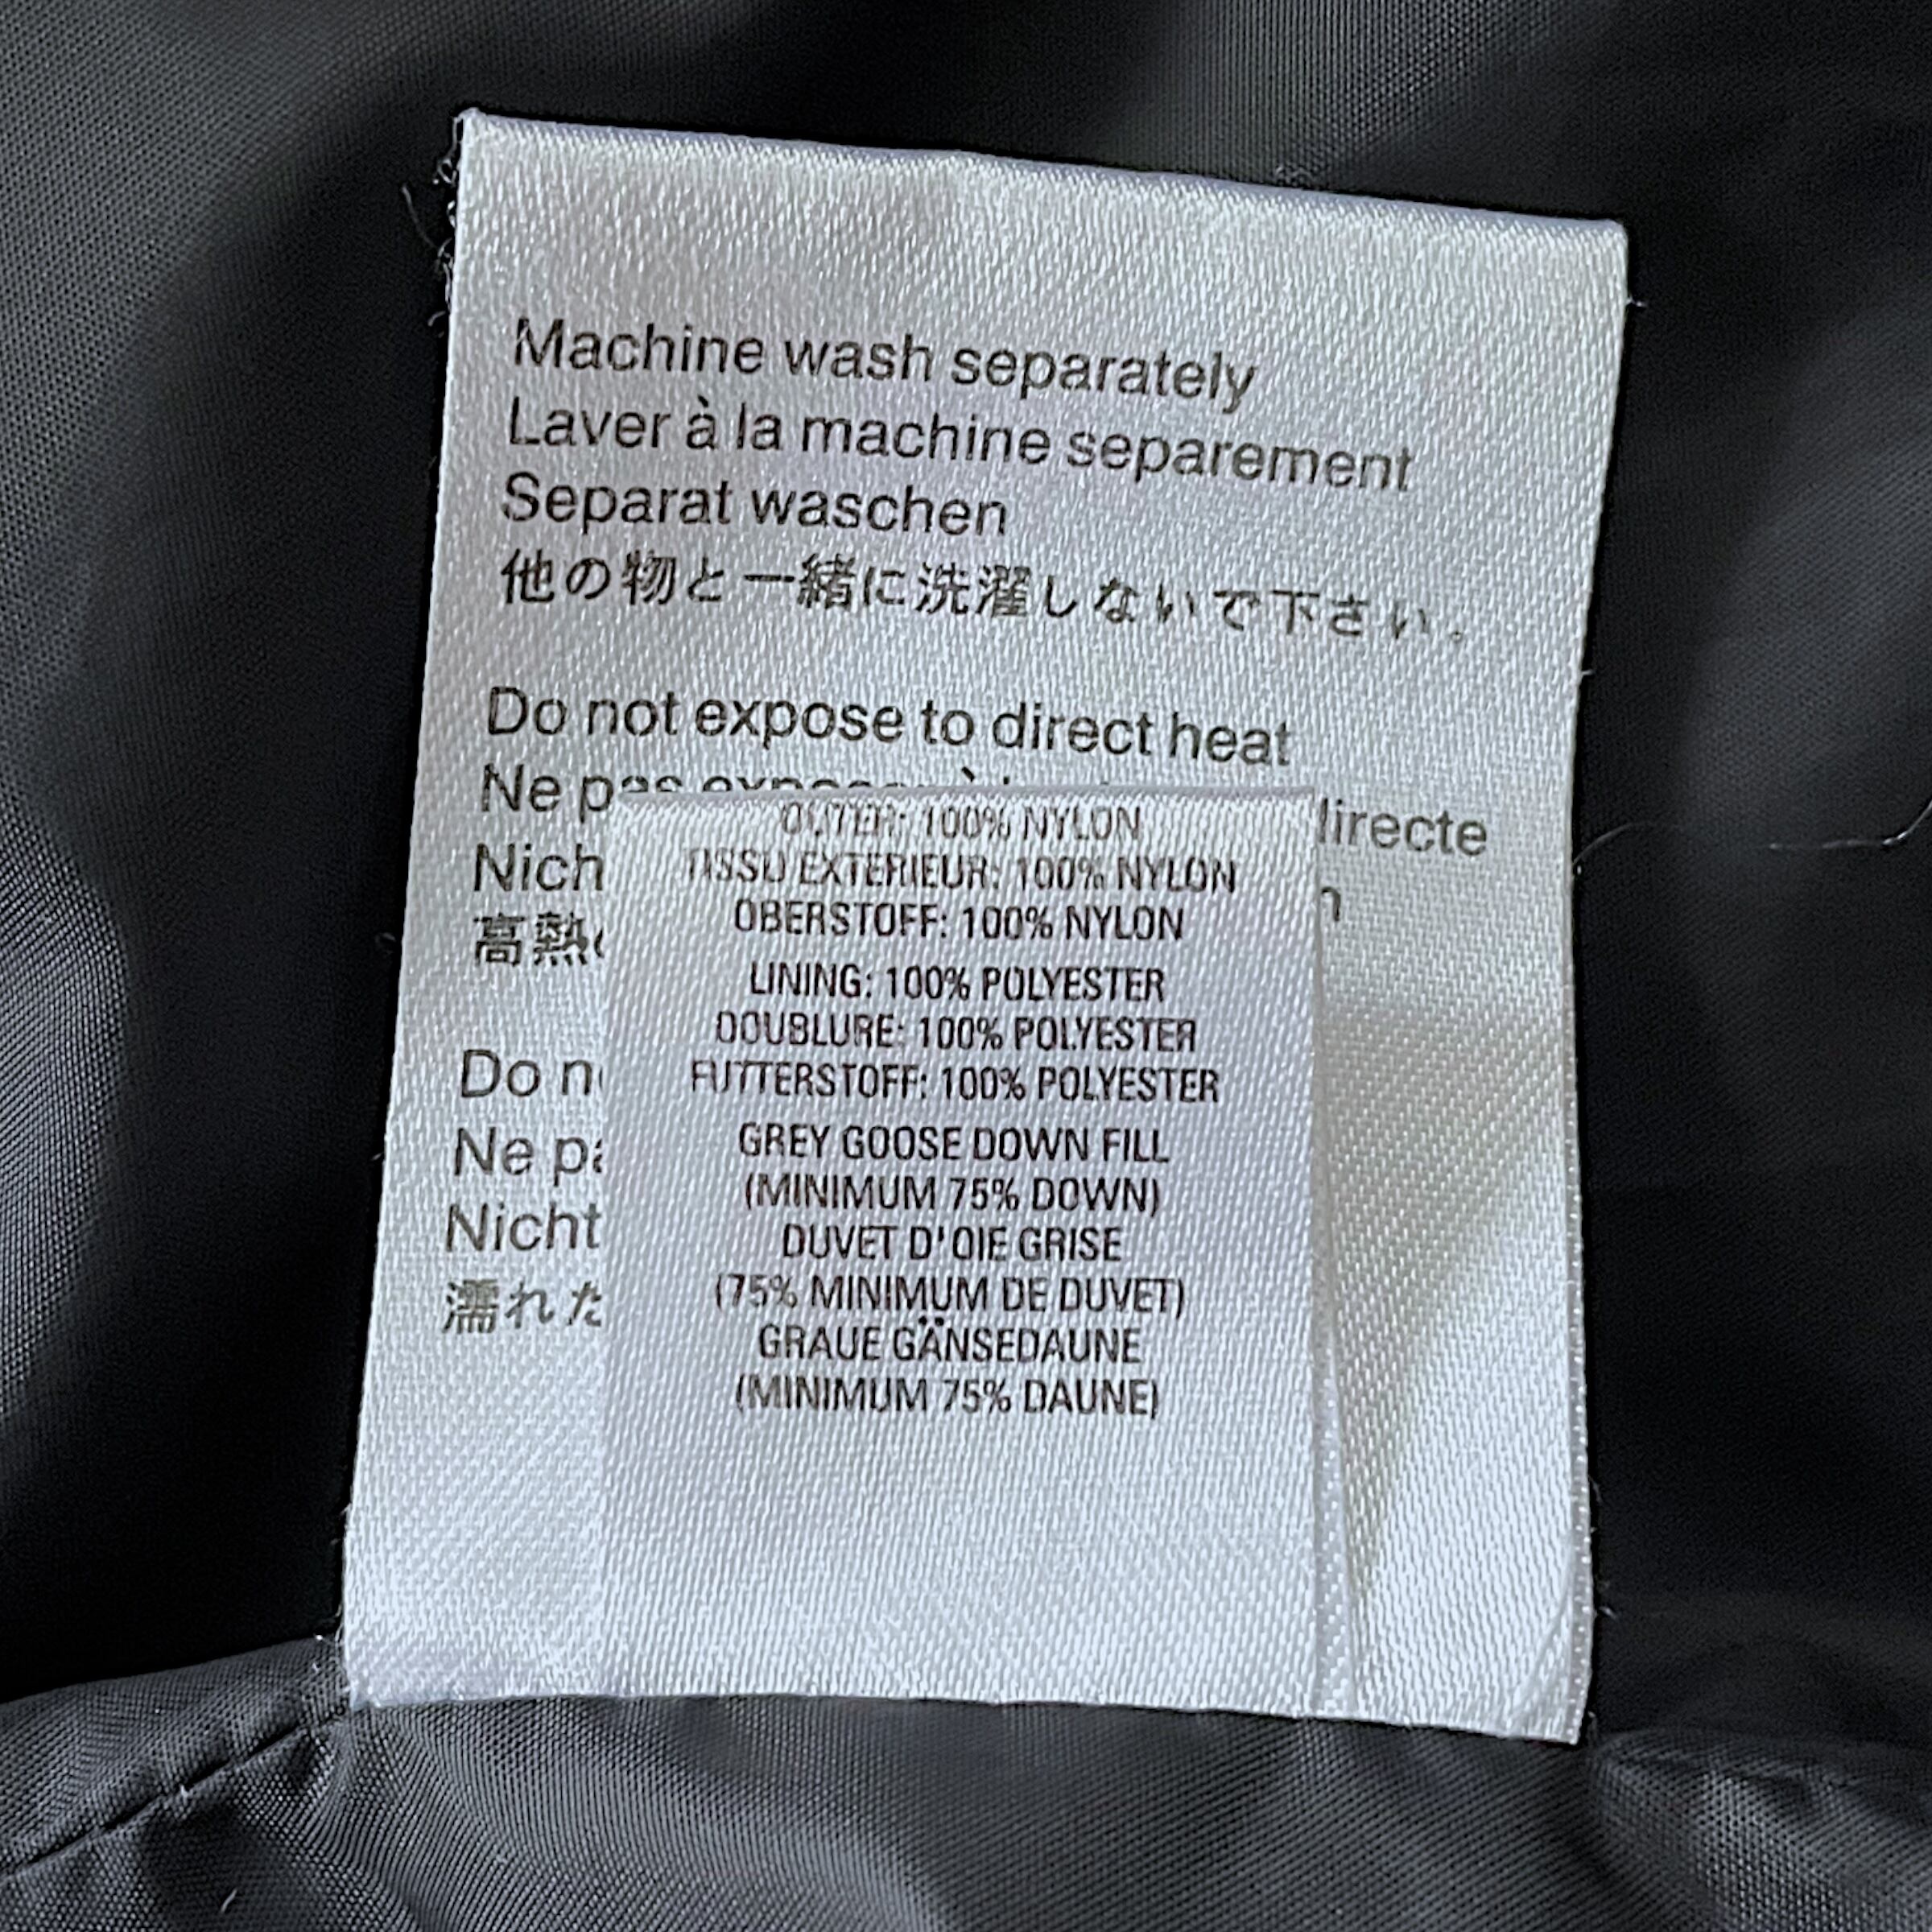 Machine wash separately
Laver à la machine separement
Separat waschen
他の物と一緒に洗濯しないで下さい。
Do not expose to direct heat
Ne pas
directe
高熱
Do
Ne
Nicht
濡れた
OUTER: 100% NYLON
TISSU EXTERIEUR: 100% NYLON
OBERSTOFF: 100% NYLON
LINING: 100% POLYESTER
DOUBLURE: 100% POLYESTER
FUTTERSTOFF: 100% POLYESTER
GREY GOOSE DOWN FILL
(MINIMUM 75% DOWN)
DUVET D'OIE GRISE
(75% MINIMUM DE DUVET)
GRAUE GÄNSEDAUNE
(MINIMUM 75% DAUNE)